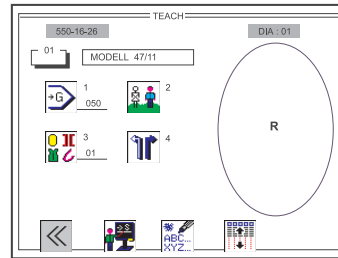 TEACH
550-16-26
DIA : 01
01
MODELL 47/11
→G
1
050
2
3
01
4
R
ABC...
XYZ...